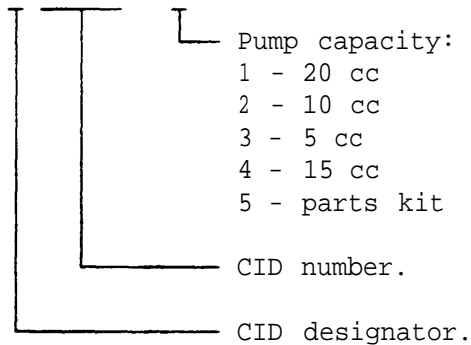 Pump capacity:
1 - 20 cc
2 - 10 cc
3 - 5 cc
4 - 15 cc
5 - parts kit
CID number.
CID designator.